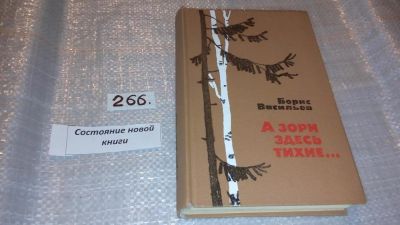 266.
Состояние новой
книги
Борис
Васильев
А ЗОРИ
ЗДЕСЬ
ТИХИЕ...